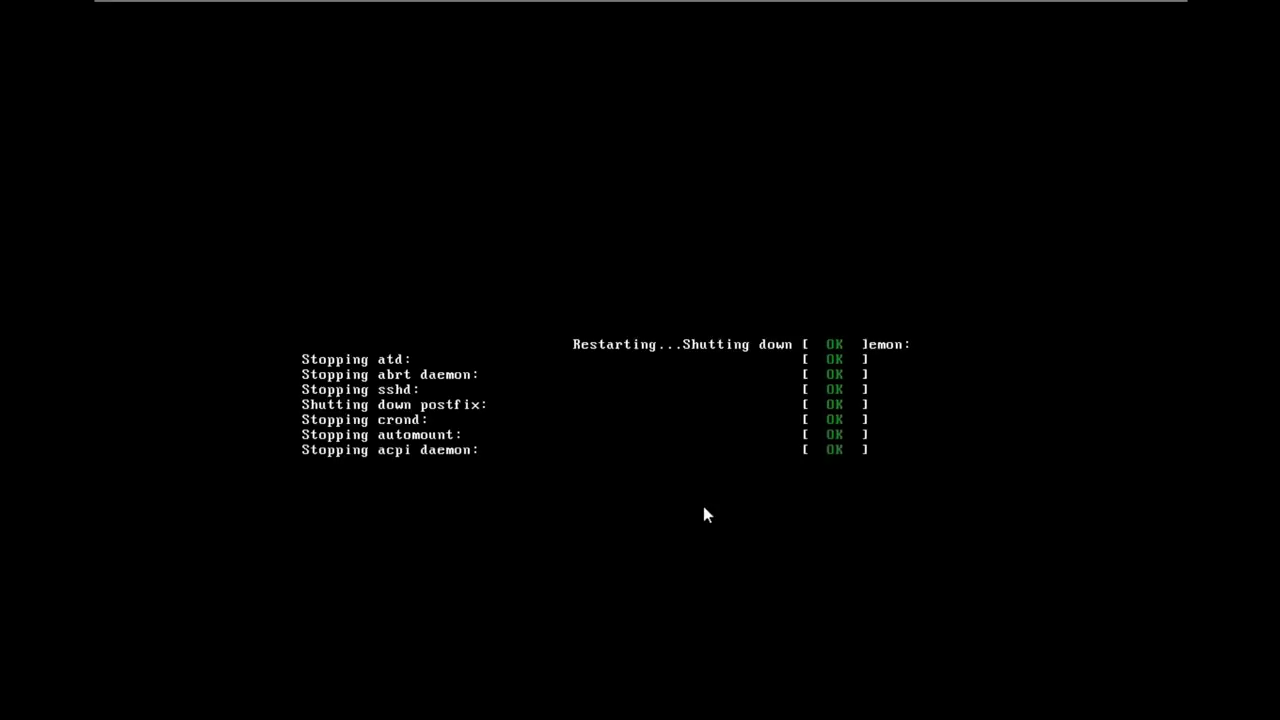 Restarting...Shutting down [  OK  ]emon:
Stopping atd: [  OK  ]
Stopping abrt daemon: [  OK  ]
Stopping sshd: [  OK  ]
Shutting down postfix: [  OK  ]
Stopping crond: [  OK  ]
Stopping automount: [  OK  ]
Stopping acpi daemon: [  OK  ]